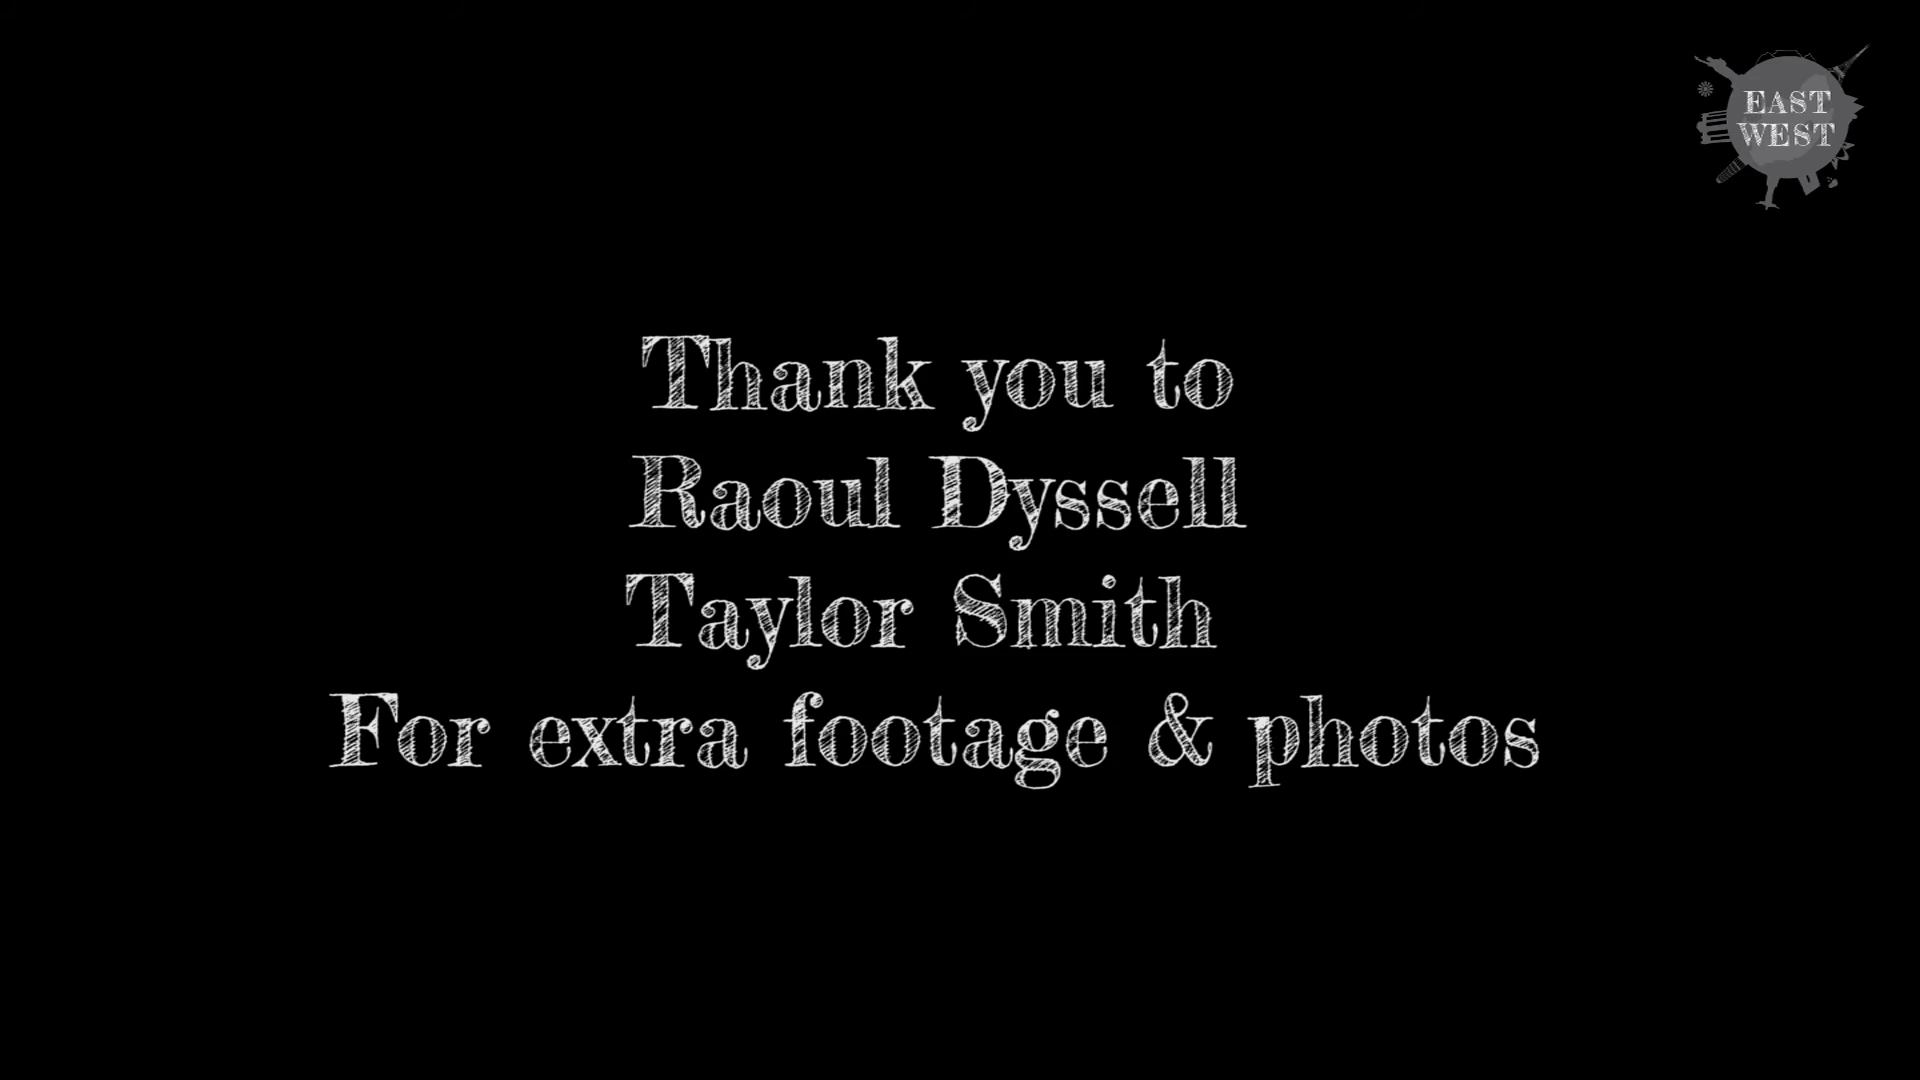 EAST
WEST
Thank you to
Raoul Dyssell
Taylor Smith
For extra footage & photos